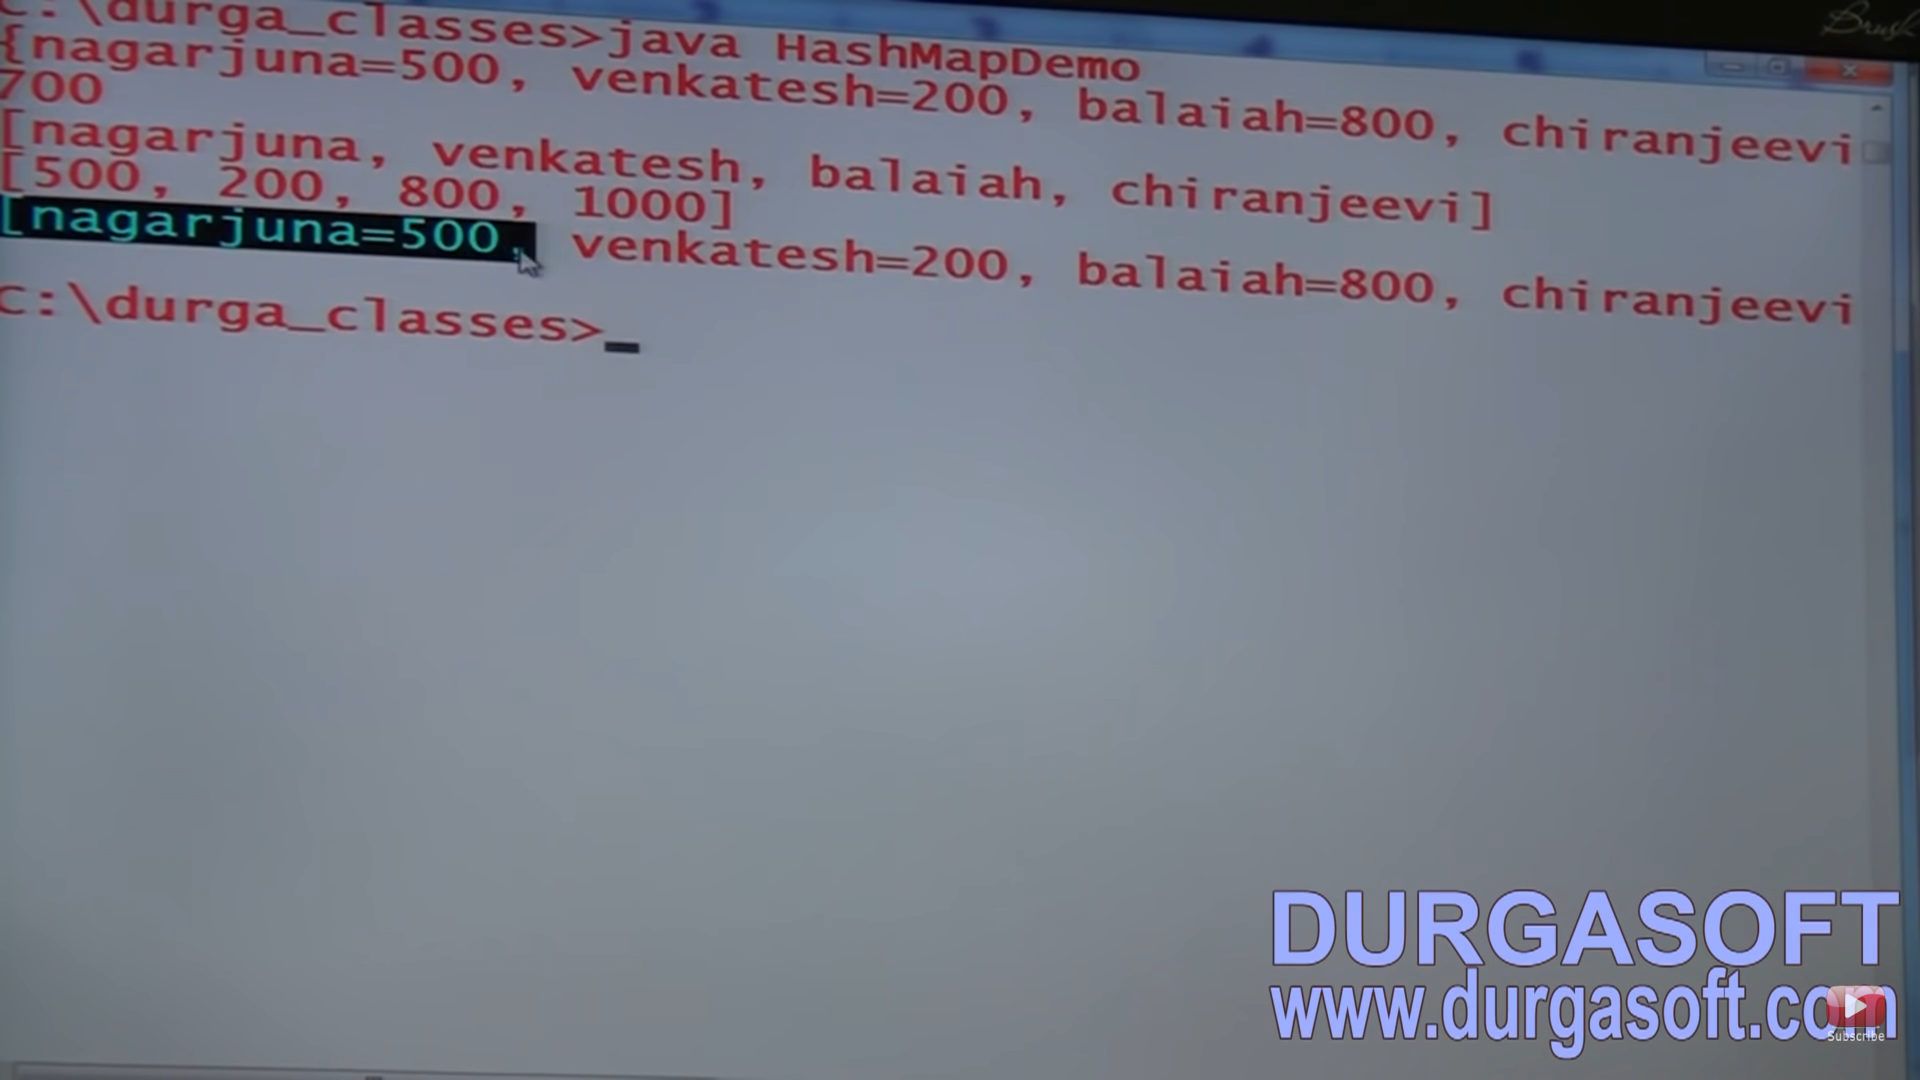 C:\durga_classes>java HashMapDemo
{nagarjuna=500, venkatesh=200, balaiah=800, chiranjeevi
700
[nagarjuna, venkatesh, balaiah, chiranjeevi]
[500, 200, 800, 1000]
[nagarjuna=500, venkatesh=200, balaiah=800, chiranjeevi
C:\durga_classes>_
DURGASOFT
www.durgasoft.com
Subscribe